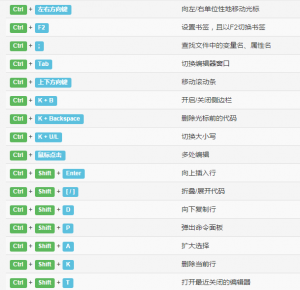 Ctrl + 左右方向键 向左/右单位性地移动光标
Ctrl + F2 设置书签，且以F2切换书签
Ctrl + ; 查找文件中的变量名、属性名
Ctrl + Tab 切换编辑器窗口
Ctrl + 上下方向键 移动滚动条
Ctrl + K + B 开启/关闭侧边栏
Ctrl + K + Backspace 删除光标前的代码
Ctrl + K + U/L 切换大小写
Ctrl + 鼠标点击 多处编辑
Ctrl + Shift + Enter 向上插入行
Ctrl + Shift + [ / ] 折叠/展开代码
Ctrl + Shift + D 向下复制行
Ctrl + Shift + P 弹出命令面板
Ctrl + Shift + A 扩大选择
Ctrl + Shift + K 删除当前行
Ctrl + Shift + T 打开最近关闭的编辑器